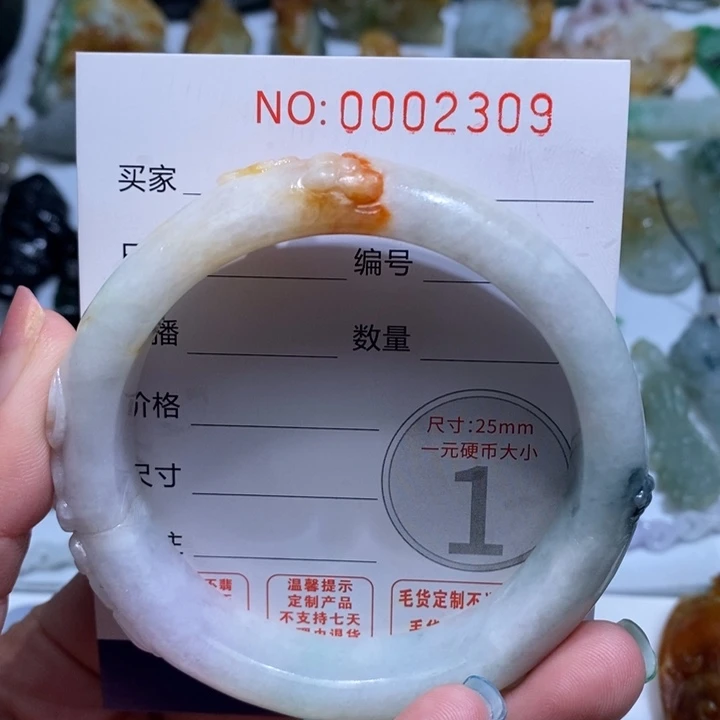 NO:0002309
买家
编号
播
数量
价格
尺寸
尺寸:25mm
一元硬币大小
1
温馨提示
定制产品
不支持七天
毛货定制不